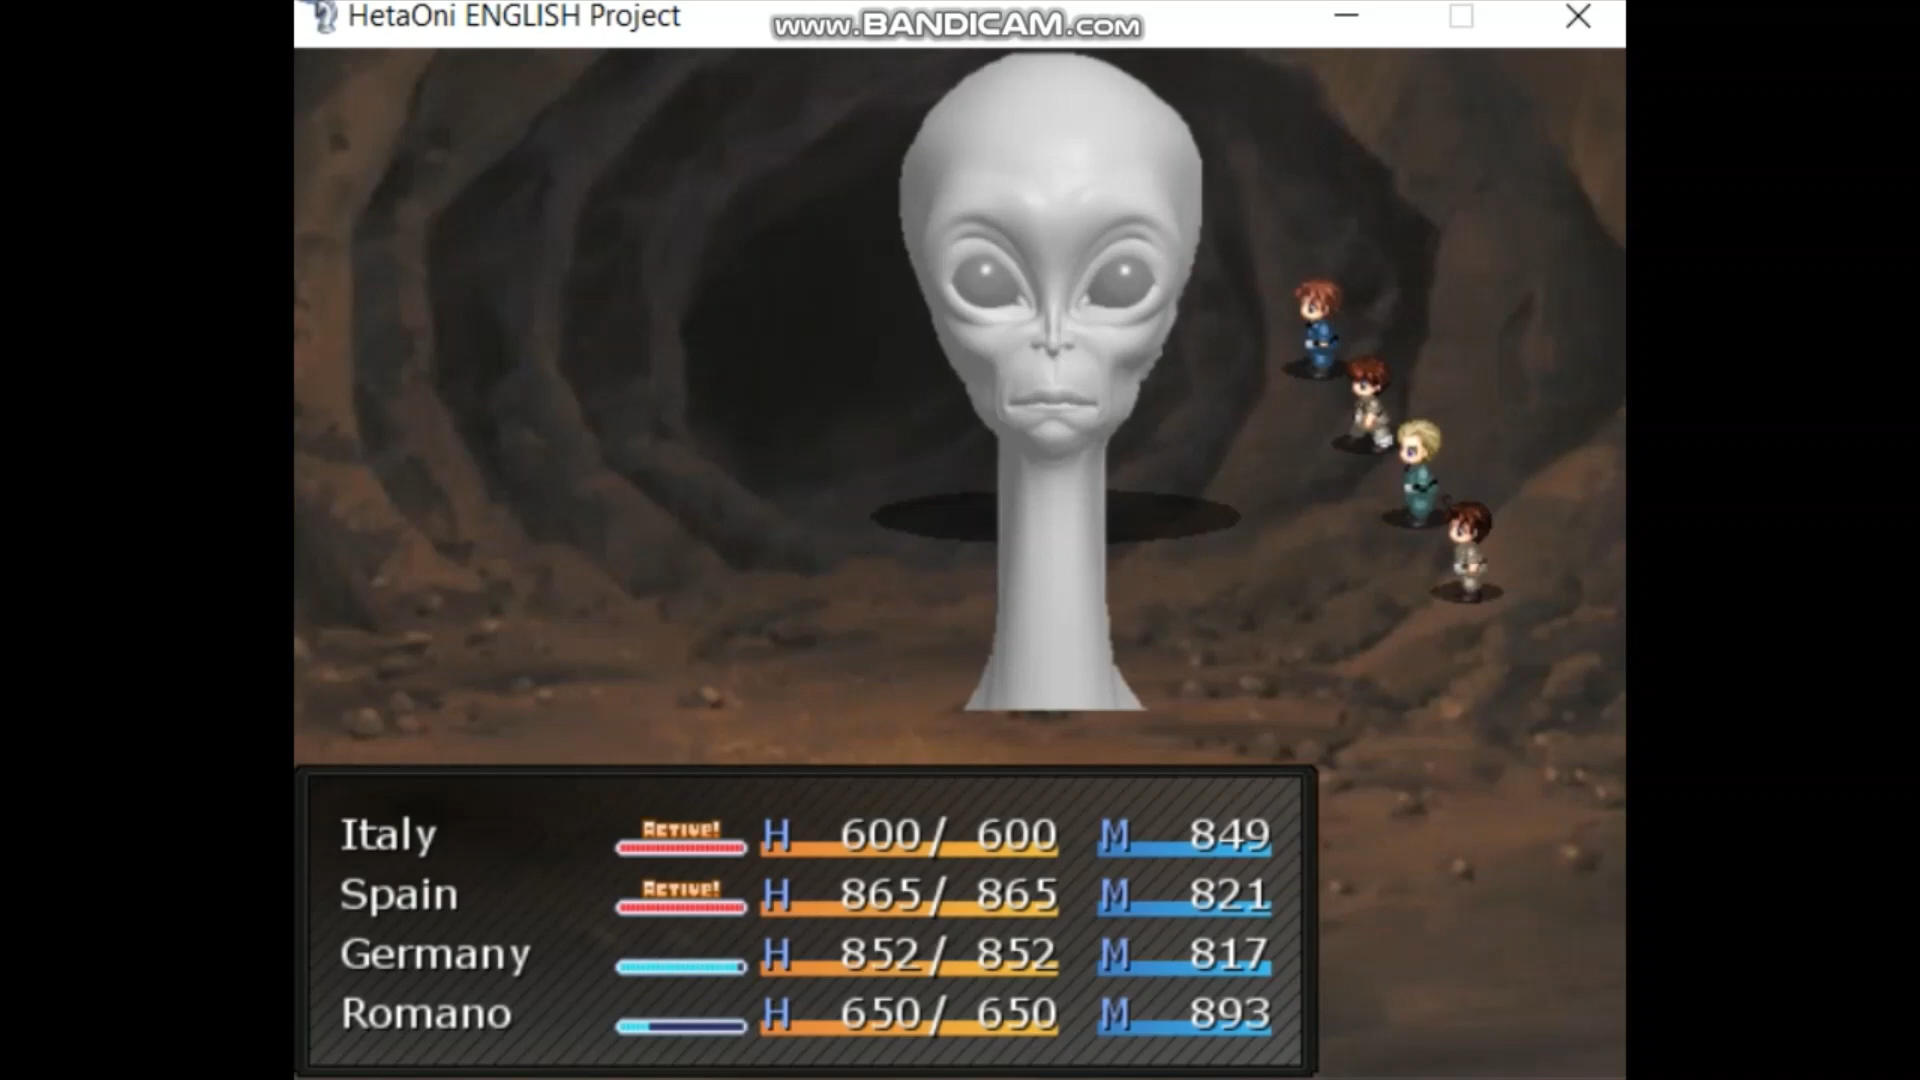 HetaOni ENGLISH Project
www.BANDICAM.com
Italy ACTIVE! H 600/ 600 M 849
Spain ACTIVE! H 865/ 865 M 821
Germany H 852/ 852 M 817
Romano H 650/ 650 M 893